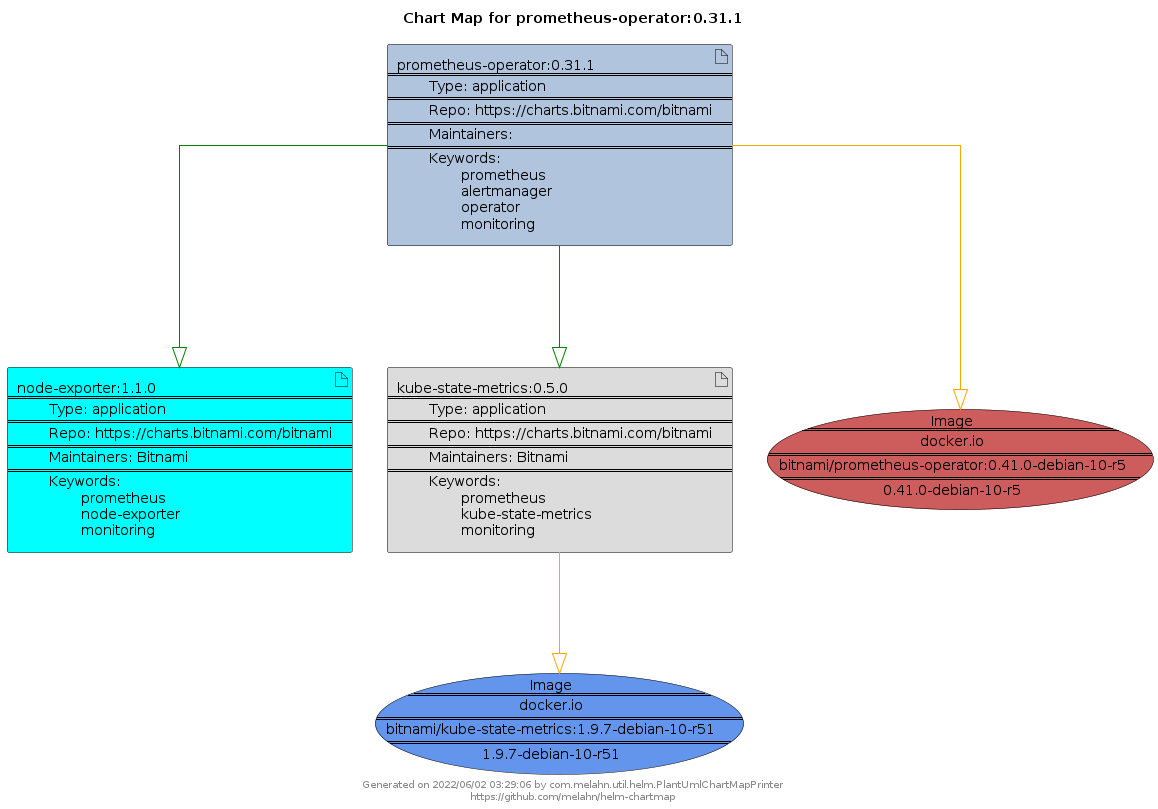 Chart Map for prometheus-operator:0.31.1
prometheus-operator:0.31.1
Type: application
Repo: https://charts.bitnami.com/bitnami
Maintainers:
Keywords:
prometheus
alertmanager
operator
monitoring
node-exporter:1.1.0
Type: application
Repo: https://charts.bitnami.com/bitnami
Maintainers: Bitnami
Keywords:
prometheus
node-exporter
monitoring
kube-state-metrics:0.5.0
Type: application
Repo: https://charts.bitnami.com/bitnami
Maintainers: Bitnami
Keywords:
prometheus
kube-state-metrics
monitoring
Image
docker.io
bitnami/prometheus-operator:0.41.0-debian-10-r5
0.41.0-debian-10-r5
Image
docker.io
bitnami/kube-state-metrics:1.9.7-debian-10-r51
1.9.7-debian-10-r51
Generated on 2022/06/02 03:29:06 by com.melahn.util.helm.PlantUmlChartMapPrinter
https://github.com/melahn/helm-chartmap